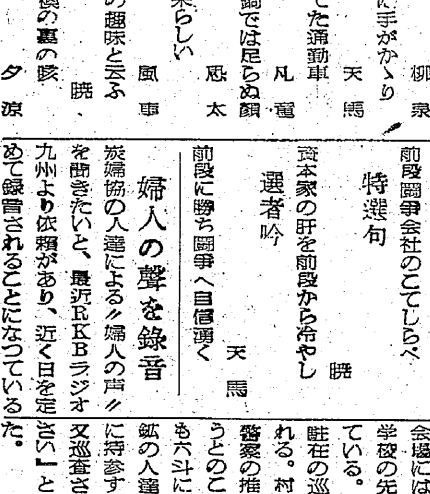 柳泉
に手がかゝり
天馬
てた通勤車
凡竜
鍋では足らぬ顔
太
来らしい
風車
の趣味と云ふ
暁
の裏の咳
夕涼
前段闘争会社のこてしらべ
特選句
暁
資本家の肝を前段から冷やし
選者吟
天馬
前段に勝ち闘争へ自信湧く
婦人の聲を錄音
炭婦協の人達による〃婦人の声〃
を聞きたいと、最近RKBラジオ
九州より依頼があり、近く日を定
めて録音されることになつている
会場には
学校の先
ている。
駐在の巡
れる。村
警察の推
うとのこ
も六斗に
鉱の人達
に持参す
又巡査さ
さい』と
た。